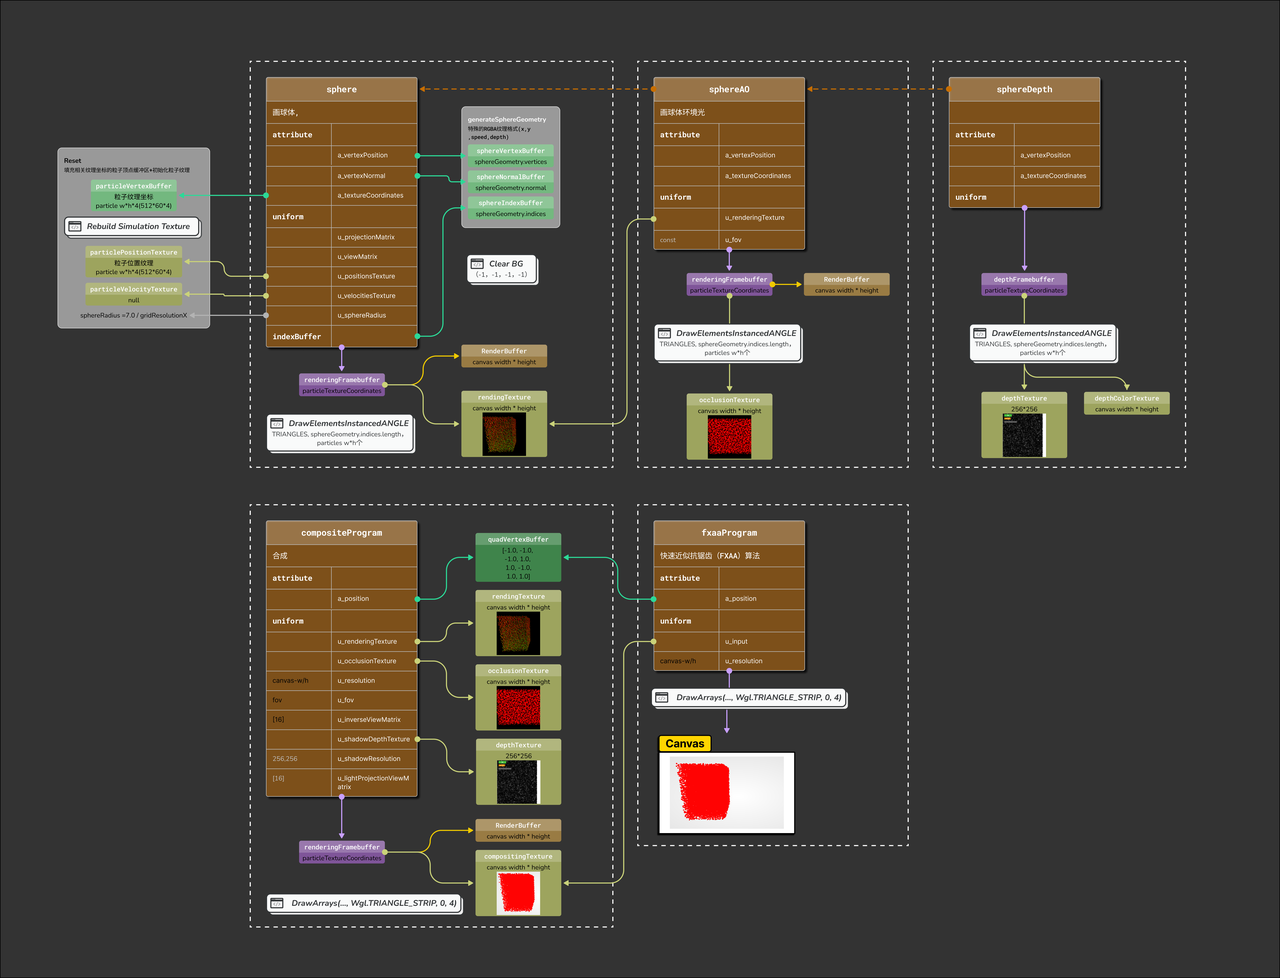 Reset
填充相关纹理坐标的粒子顶点缓冲区+初始化粒子纹理
particleVertexBuffer
粒子纹理坐标
particle w*h*4(512*60*4)
Rebuild Simulation Texture
particlePositionTexture
粒子位置纹理
particle w*h*4(512*60*4)
particleVelocityTexture
null
sphereRadius =7.0 / gridResolutionX
sphere
画球体,
attribute
a_vertexPosition
a_vertexNormal
a_textureCoordinates
uniform
u_projectionMatrix
u_viewMatrix
u_positionsTexture
u_velocitiesTexture
u_sphereRadius
indexBuffer
generateSphereGeometry
特殊的RGBA纹理格式(x,y
,speed,depth)
sphereVertexBuffer
sphereGeometry.vertices
sphereNormalBuffer
sphereGeometry.normal
sphereIndexBuffer
sphereGeometry.indices
Clear BG
(-1, -1, -1, -1)
renderingFramebuffer
particleTextureCoordinates
RenderBuffer
canvas width * height
rendingTexture
canvas width * height
DrawElementsInstancedANGLE
TRIANGLES, sphereGeometry.indices.length,
particles w*h个
sphereAO
画球体环境光
attribute
a_vertexPosition
a_textureCoordinates
uniform
u_renderingTexture
const
u_fov
renderingFramebuffer
particleTextureCoordinates
RenderBuffer
canvas width * height
DrawElementsInstancedANGLE
TRIANGLES, sphereGeometry.indices.length,
particles w*h个
occlusionTexture
canvas width * height
sphereDepth
attribute
a_vertexPosition
a_textureCoordinates
uniform
depthFramebuffer
particleTextureCoordinates
DrawElementsInstancedANGLE
TRIANGLES, sphereGeometry.indices.length,
particles w*h个
depthTexture
256*256
depthColorTexture
canvas width * height
compositeProgram
合成
attribute
a_position
uniform
u_renderingTexture
u_occlusionTexture
canvas-w/h
u_resolution
fov
u_fov
[16]
u_inverseViewMatrix
u_shadowDepthTexture
256,256
u_shadowResolution
[16]
u_lightProjectionViewM
atrix
quadVertexBuffer
[-1.0, -1.0,
-1.0, 1.0,
1.0, -1.0,
1.0, 1.0]
rendingTexture
canvas width * height
occlusionTexture
canvas width * height
depthTexture
256*256
renderingFramebuffer
particleTextureCoordinates
RenderBuffer
canvas width * height
compositingTexture
canvas width * height
DrawArrays(..., Wgl.TRIANGLE_STRIP, 0, 4)
fxaaProgram
快速近似抗锯齿（FXAA）算法
attribute
a_position
uniform
u_input
canvas-w/h
u_resolution
DrawArrays(..., Wgl.TRIANGLE_STRIP, 0, 4)
Canvas